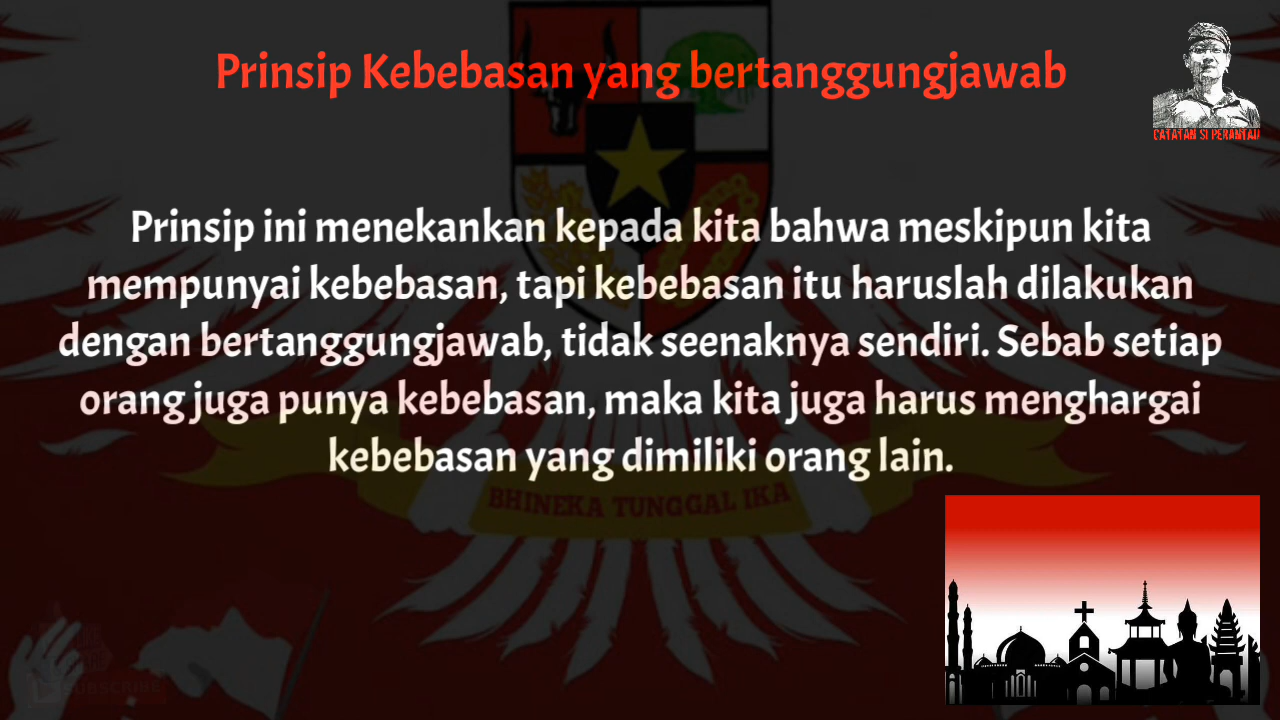 Prinsip Kebebasan yang bertanggungjawab
CATATAN SI PERANTAU
Prinsip ini menekankan kepada kita bahwa meskipun kita
mempunyai kebebasan, tapi kebebasan itu haruslah dilakukan
dengan bertanggungjawab, tidak seenaknya sendiri. Sebab setiap
orang juga punya kebebasan, maka kita juga harus menghargai
kebebasan yang dimiliki orang lain.
BHINEKA TUNGGAL IKA
SUBSCRIBE